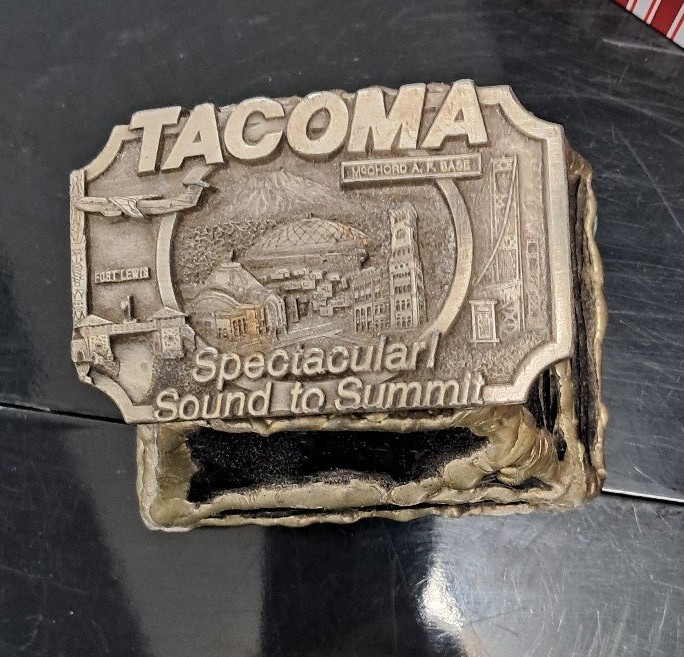 TACOMA
McCHORD A. F. BASE
FORT LEWIS
Spectacular!
Sound to Summit